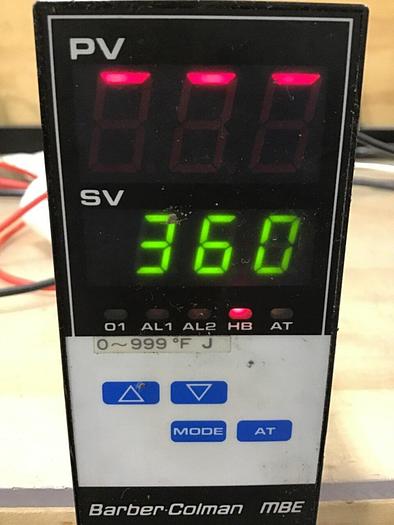 PV
SV
360
O1 AL1 AL2 HB AT
0~999°F J
MODE AT
Barber-Colman MBE